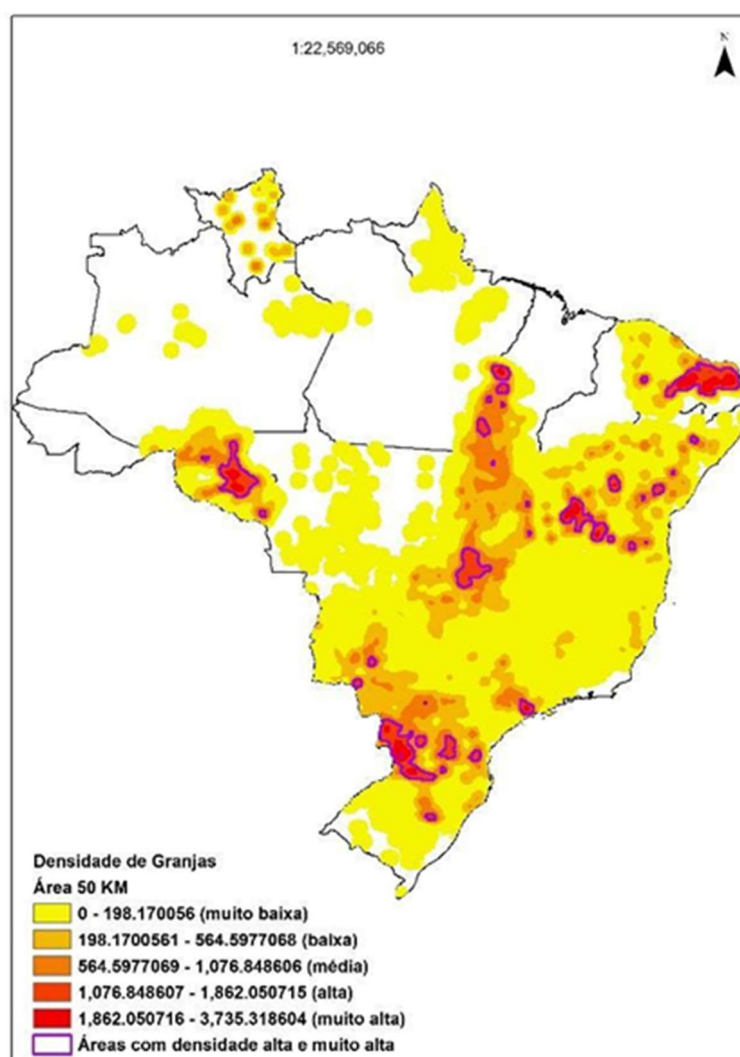 1:22,569,066
N
Densidade de Granjas
Área 50 KM
0 - 198.170056 (muito baixa)
198.1700561 - 564.5977068 (baixa)
564.5977069 - 1,076.848606 (média)
1,076.848607 - 1,862.050715 (alta)
1,862.050716 - 3,735.318604 (muito alta)
Áreas com densidade alta e muito alta